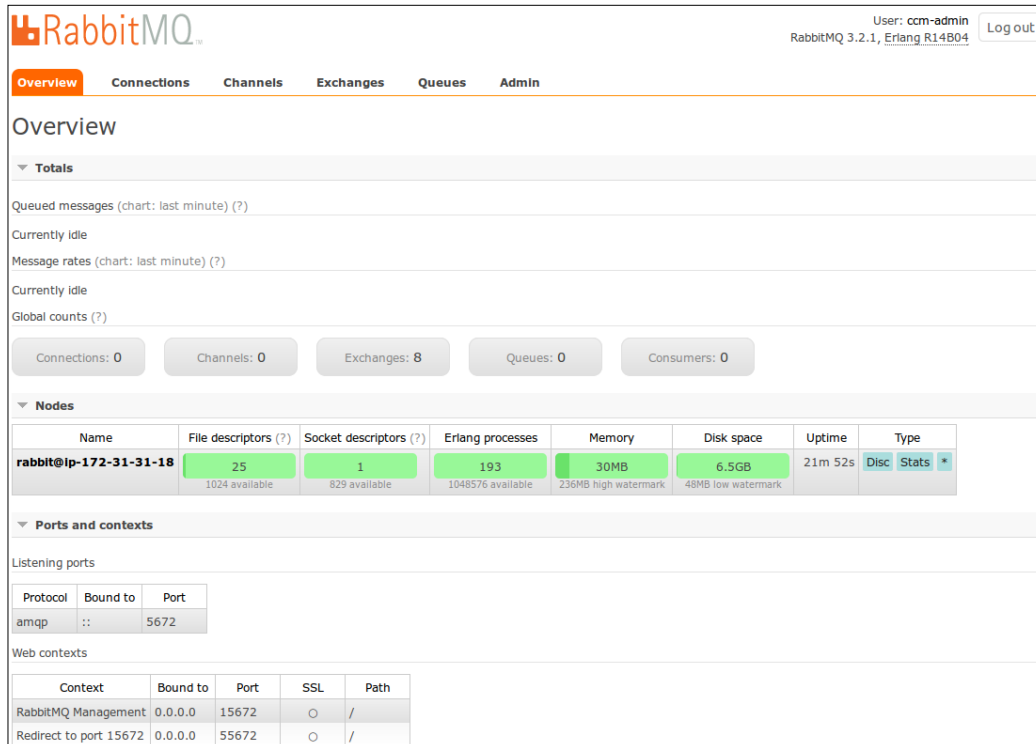 RabbitMQ™
User: ccm-admin
RabbitMQ 3.2.1, Erlang R14B04
Log out
Overview Connections Channels Exchanges Queues Admin
Overview
Totals
Queued messages (chart: last minute) (?)
Currently idle
Message rates (chart: last minute) (?)
Currently idle
Global counts (?)
Connections: 0 Channels: 0 Exchanges: 8 Queues: 0 Consumers: 0
Nodes
Name File descriptors (?) Socket descriptors (?) Erlang processes Memory Disk space Uptime Type
rabbit@ip-172-31-31-18 25 1 193 30MB 6.5GB 21m 52s Disc Stats *
1024 available 829 available 1048576 available 236MB high watermark 48MB low watermark
Ports and contexts
Listening ports
Protocol Bound to Port
amqp :: 5672
Web contexts
Context Bound to Port SSL Path
RabbitMQ Management 0.0.0.0 15672 ○ /
Redirect to port 15672 0.0.0.0 55672 ○ /